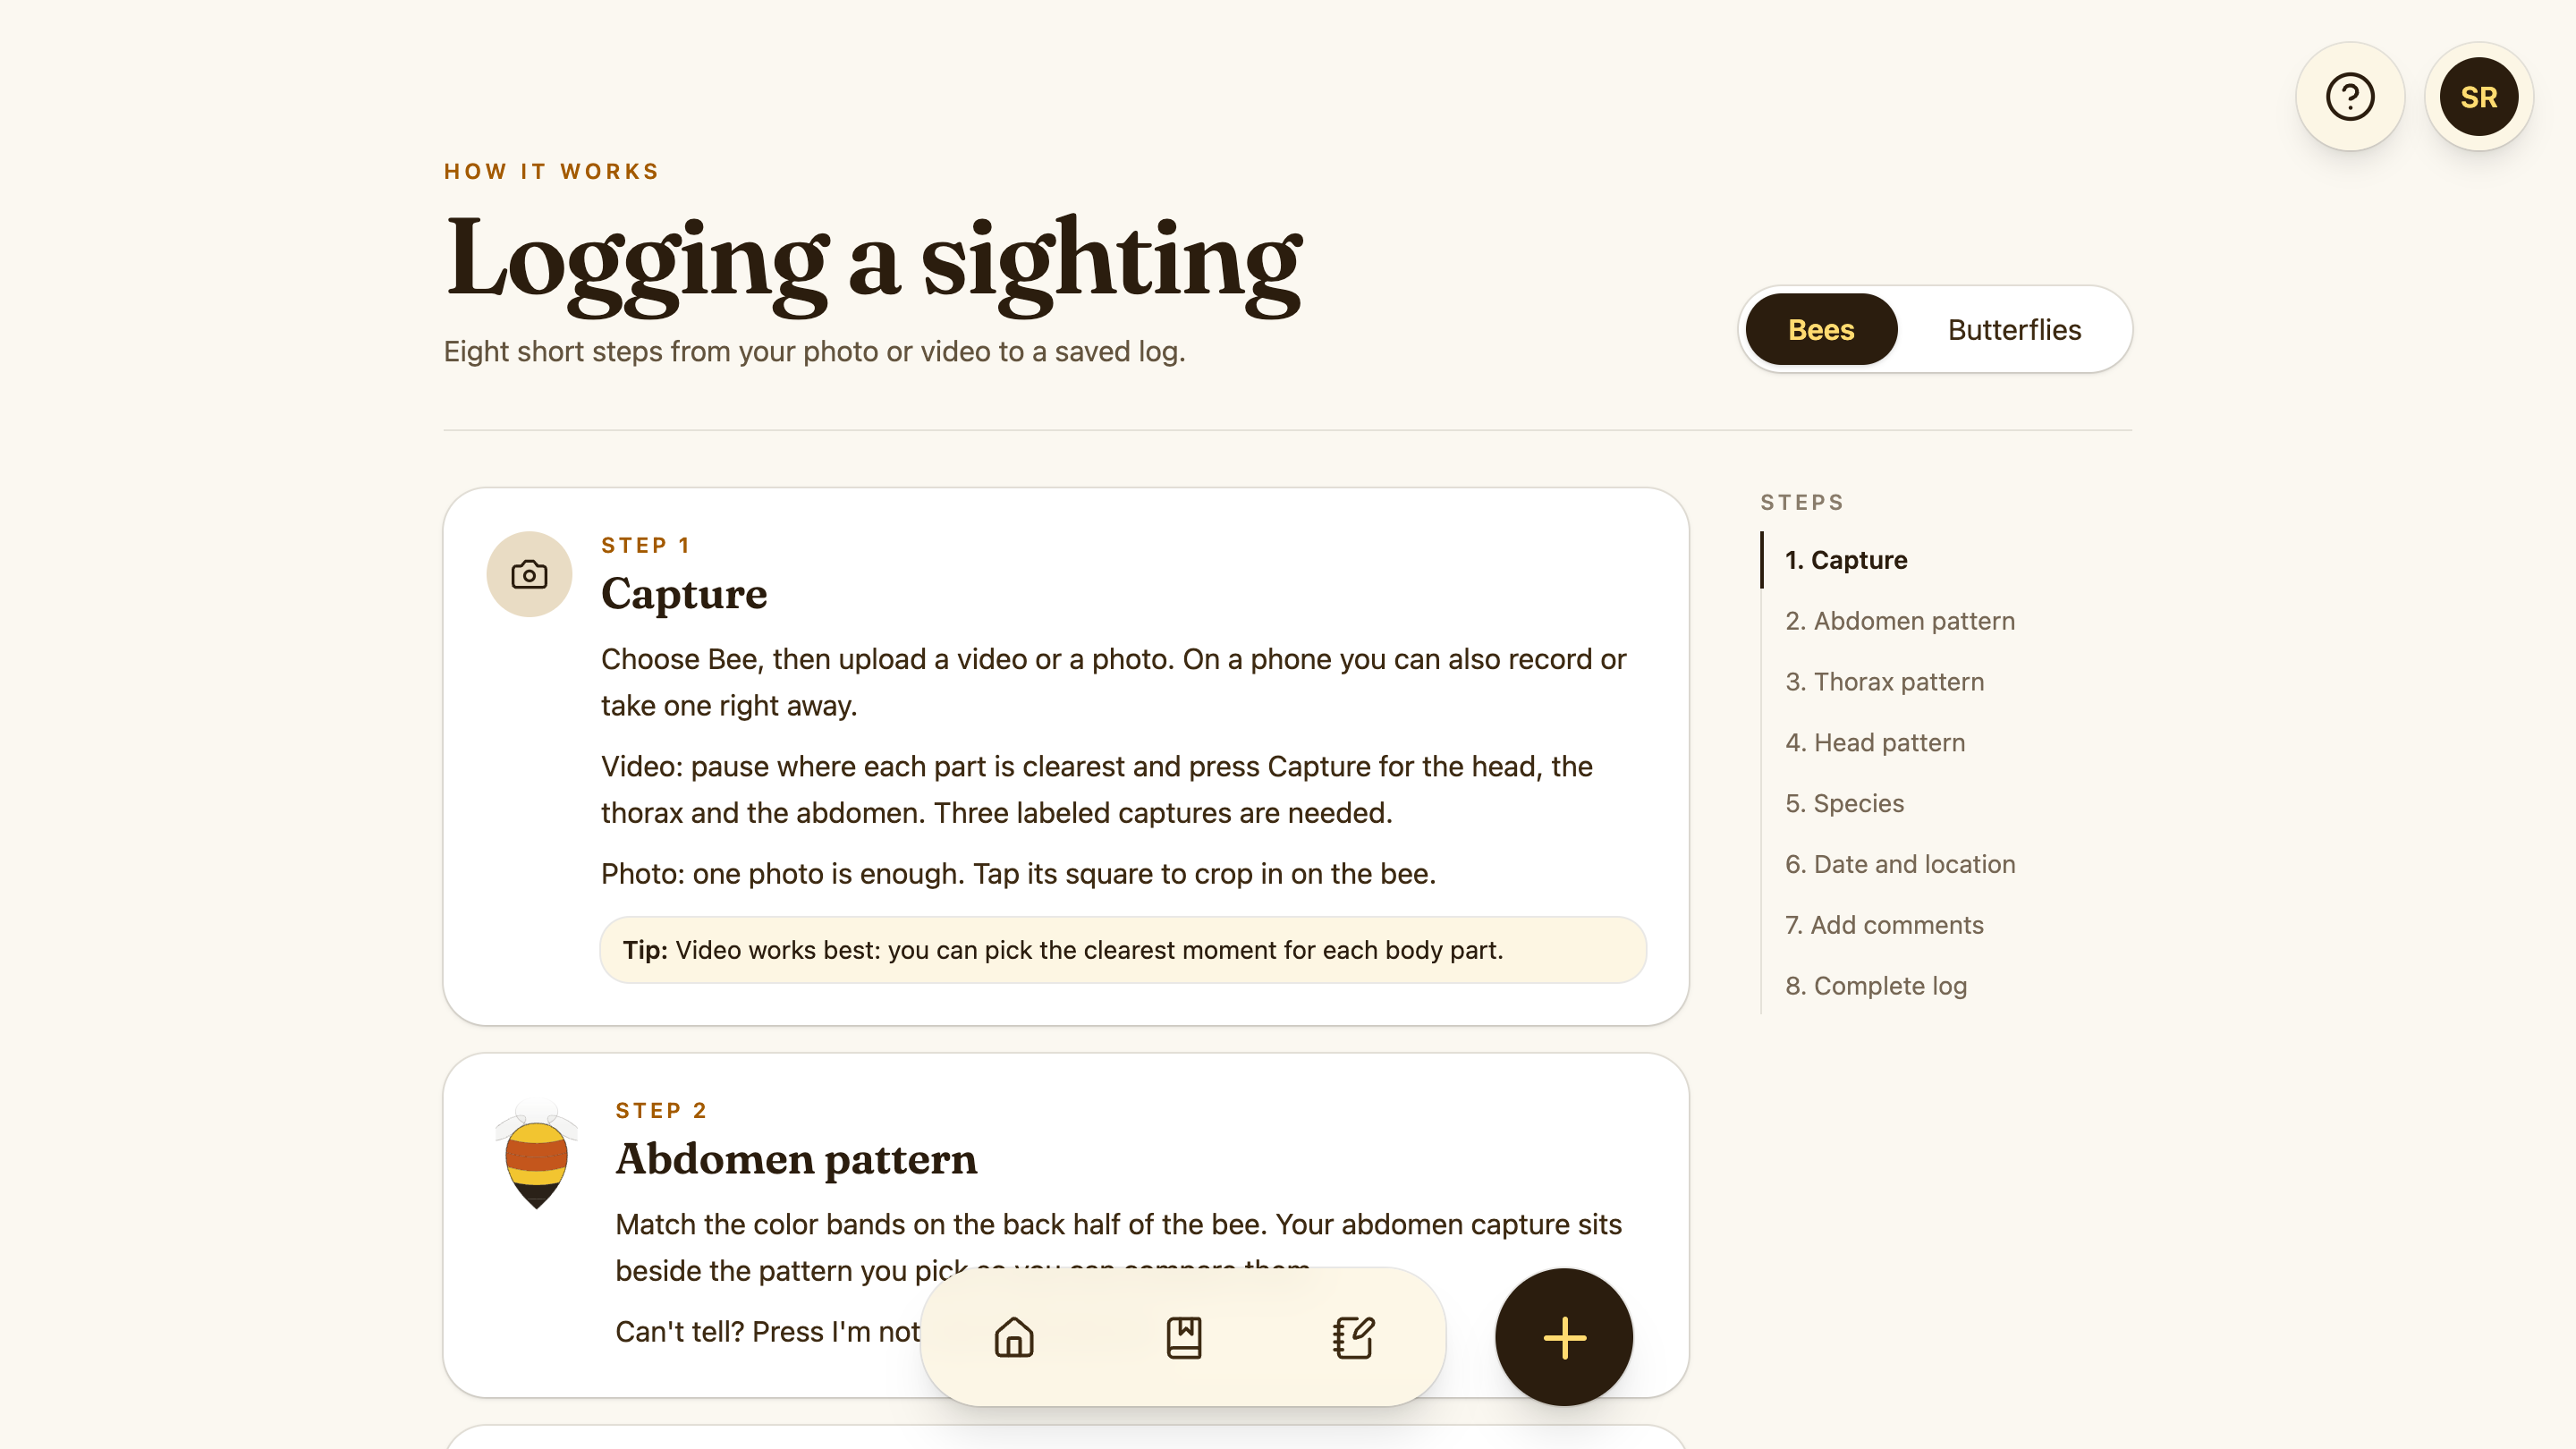 SR
HOW IT WORKS
Logging a sighting
Eight short steps from your photo or video to a saved log.
Bees
Butterflies
STEP 1
Capture
Choose Bee, then upload a video or a photo. On a phone you can also record or
take one right away.
Video: pause where each part is clearest and press Capture for the head, the
thorax and the abdomen. Three labeled captures are needed.
Photo: one photo is enough. Tap its square to crop in on the bee.
Tip: Video works best: you can pick the clearest moment for each body part.
STEPS
1. Capture
2. Abdomen pattern
3. Thorax pattern
4. Head pattern
5. Species
6. Date and location
7. Add comments
8. Complete log
STEP 2
Abdomen pattern
Match the color bands on the back half of the bee. Your abdomen capture sits
beside the pattern you pick so you can compare them.
Can't tell? Press I'm not